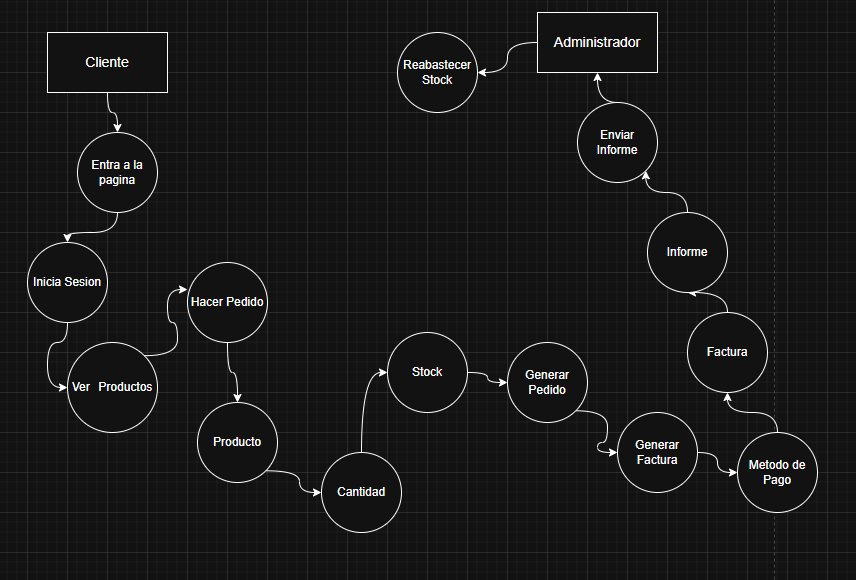 Cliente
Entra a la
pagina
Inicia Sesion
Ver Productos
Hacer Pedido
Producto
Cantidad
Stock
Generar
Pedido
Generar
Factura
Metodo de
Pago
Factura
Informe
Enviar
Informe
Administrador
Reabastecer
Stock